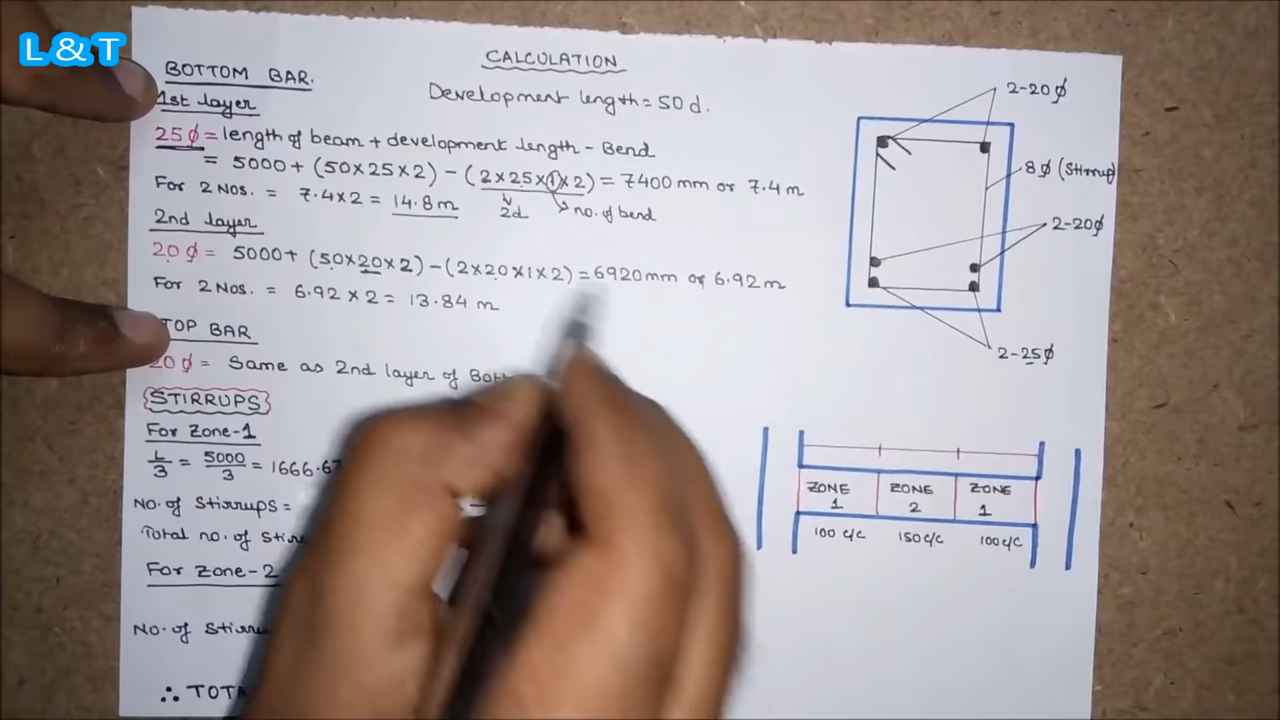 L&T
CALCULATION
BOTTOM BAR.
Development length = 50d.
1st layer
25ϕ = length of beam + development length - Bend
= 5000 + (50×25×2) - (2×25×1×2) = 7400 mm or 7.4 m
For 2 Nos. = 7.4×2 = 14.8 m
2d
no. of bend
2nd layer
20ϕ = 5000 + (50×20×2) - (2×20×1×2) = 6920 mm or 6.92 m
For 2 Nos. = 6.92 × 2 = 13.84 m
TOP BAR
20ϕ = Same as 2nd layer of
STIRRUPS
For Zone-1
L/3 = 5000/3 = 1666.67
No. of Stirrups =
Total no. of
For Zone-2
No. of
∴
2-20ϕ
8ϕ (Stirrup)
2-20ϕ
2-25ϕ
ZONE 1
ZONE 2
ZONE 1
100 c/c
150 c/c
100 c/c